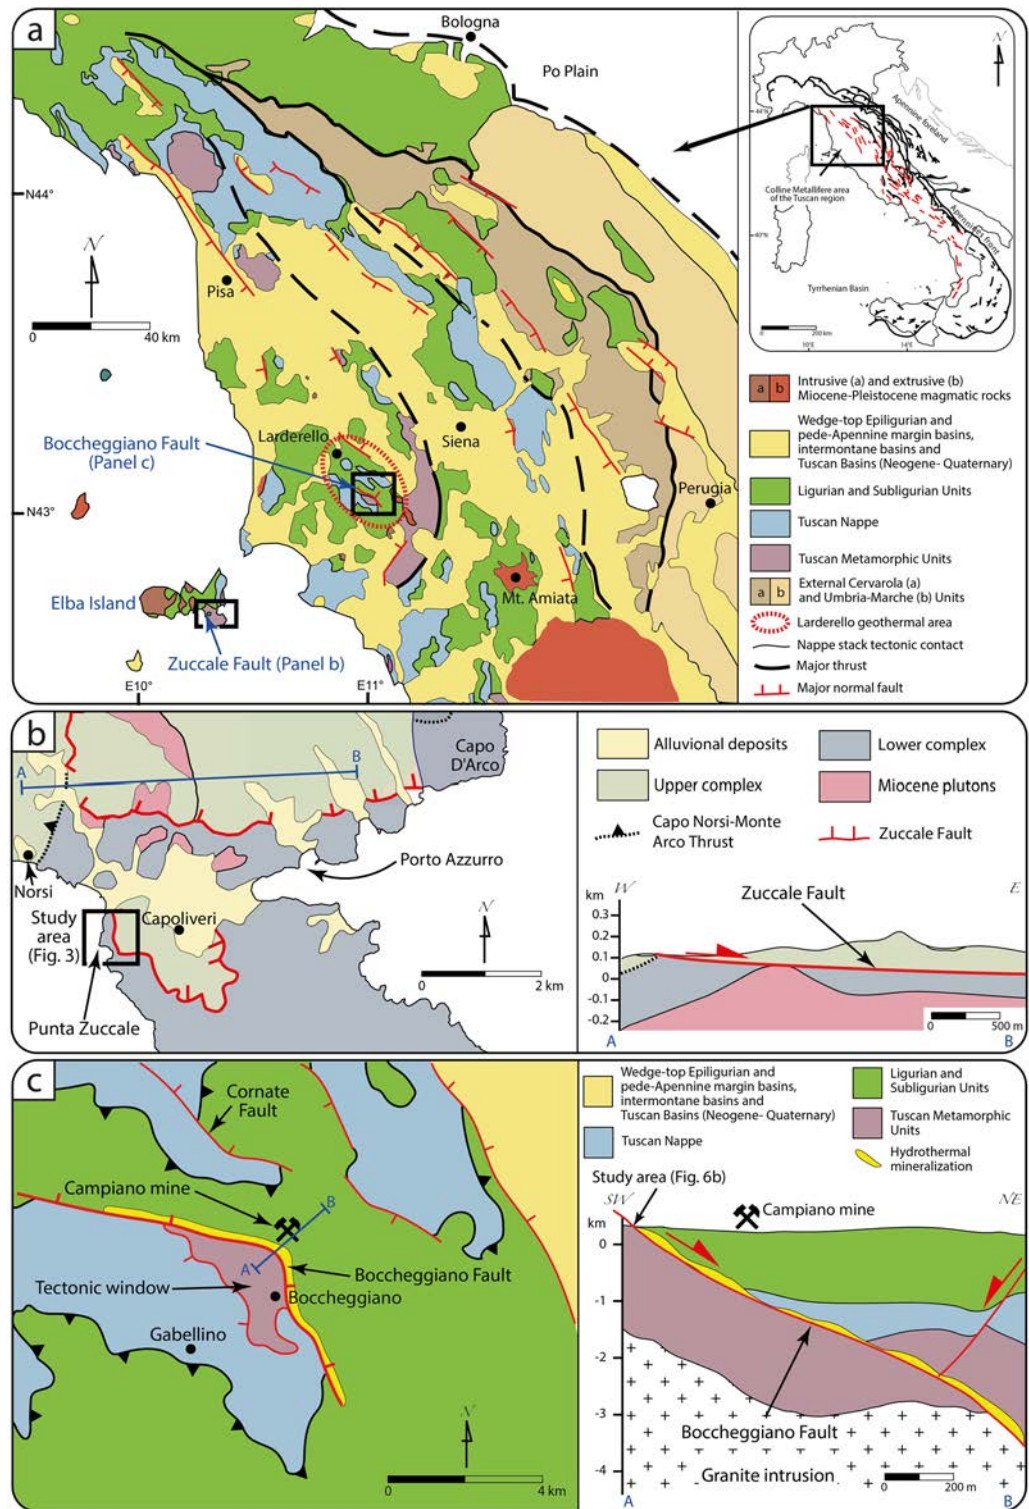 a
Bologna
Po Plain
N44°
N
Pisa
0
40 km
Boccheggiano Fault
(Panel c)
Larderello
Siena
Perugia
N43°
Elba Island
Mt. Amiata
Zuccale Fault (Panel b)
E10°
E11°
N
44°N
Apennine foreland
Colline Metallifere area
of the Tuscan region
40°N
Apennines front
Tyrrhenian Basin
0
200 km
10°E
14°E
a b
Intrusive (a) and extrusive (b)
Miocene-Pleistocene magmatic rocks
Wedge-top Epiligurian and
pede-Apennine margin basins,
intermontane basins and
Tuscan Basins (Neogene- Quaternary)
Ligurian and Subligurian Units
Tuscan Nappe
Tuscan Metamorphic Units
a b
External Cervarola (a)
and Umbria-Marche (b) Units
Larderello geothermal area
Nappe stack tectonic contact
Major thrust
Major normal fault
b
A
B
Capo
D'Arco
Norsi
Porto Azzurro
Study
area
(Fig. 3)
Capoliveri
N
0
2 km
Punta Zuccale
Alluvional deposits
Lower complex
Upper complex
Miocene plutons
Capo Norsi-Monte
Arco Thrust
Zuccale Fault
km
W
Zuccale Fault
E
0.3
0.2
0.1
0
-0.1
-0.2
0
500 m
A
B
c
Cornate
Fault
Campiano mine
B
A
Tectonic window
Boccheggiano Fault
Boccheggiano
Gabellino
N
0
4 km
Wedge-top Epiligurian and
pede-Apennine margin basins,
intermontane basins and
Tuscan Basins (Neogene- Quaternary)
Tuscan Nappe
Ligurian and
Subligurian Units
Tuscan Metamorphic
Units
Hydrothermal
mineralization
Study area (Fig. 6b)
SW
NE
km
Campiano mine
0
-1
-2
-3
-4
Boccheggiano Fault
Granite intrusion
0
200 m
A
B